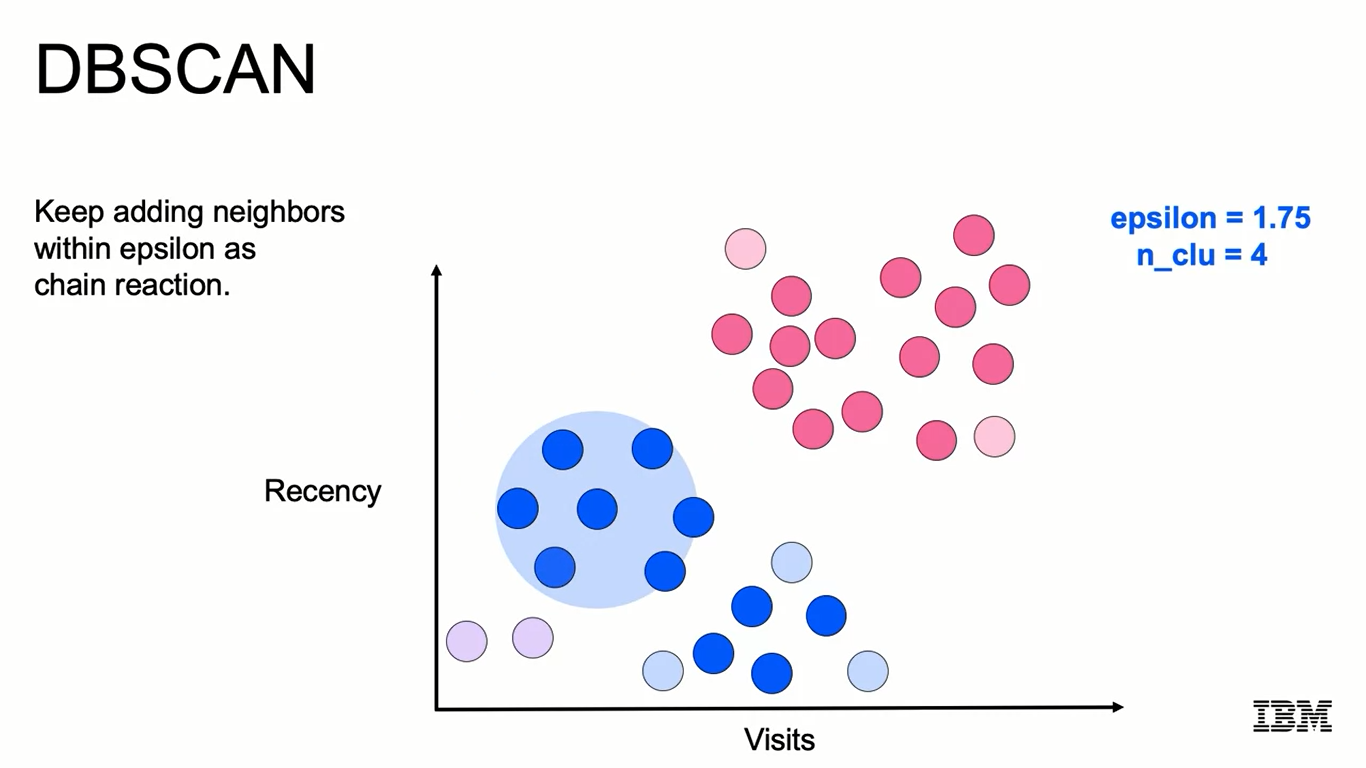 DBSCAN
Keep adding neighbors
within epsilon as
chain reaction.
epsilon = 1.75
n_clu = 4
Recency
Visits
IBM